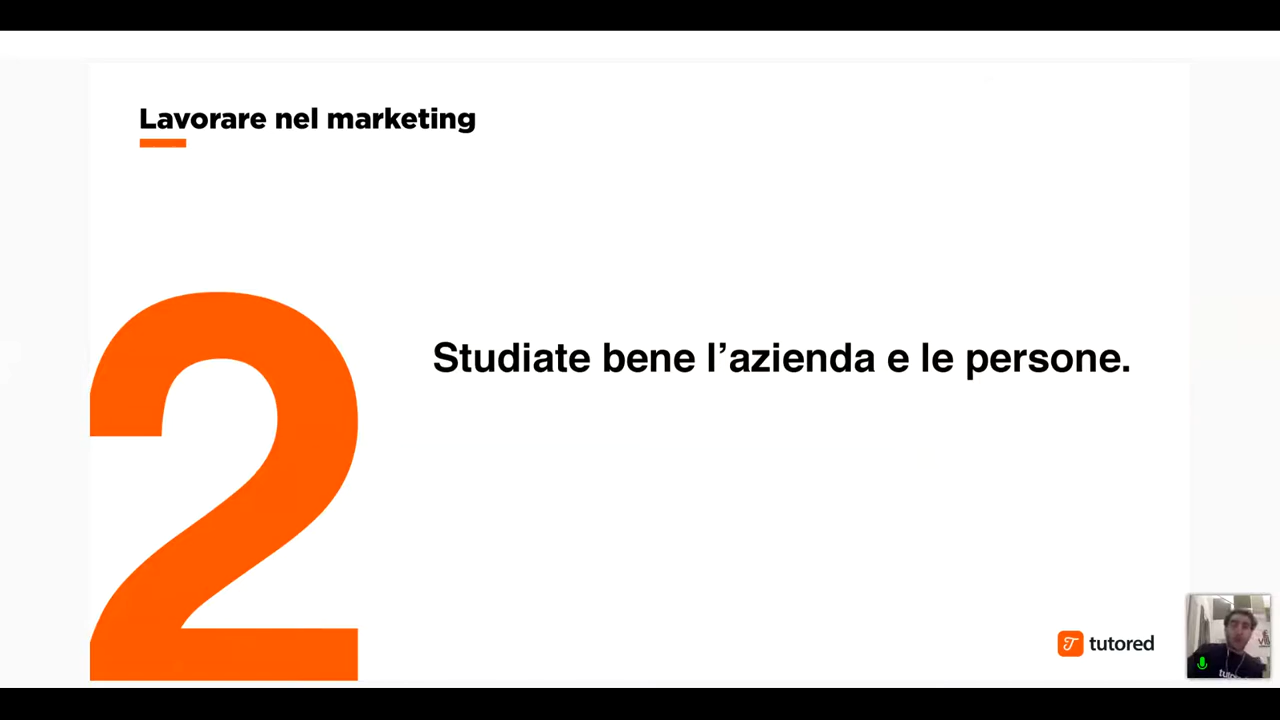 Lavorare nel marketing
2
Studiate bene l’azienda e le persone.
tutored